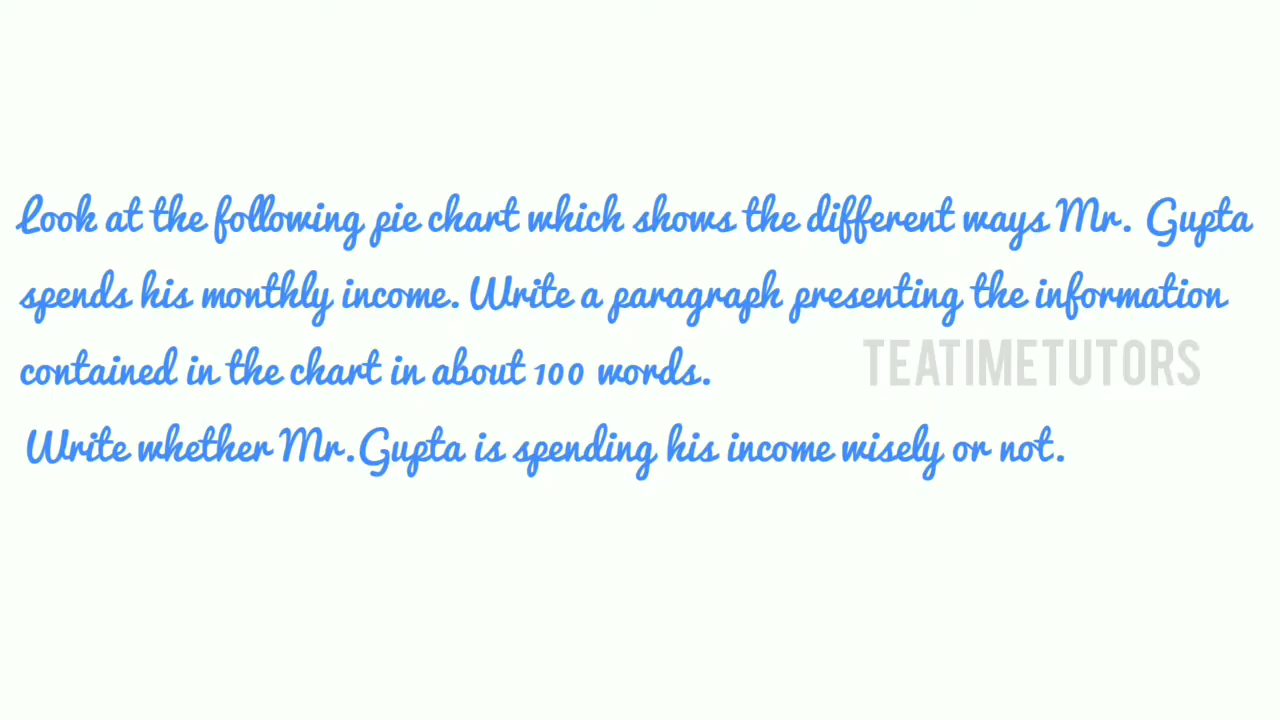 Look at the following pie chart which shows the different ways Mr. Gupta
spends his monthly income. Write a paragraph presenting the information
contained in the chart in about 100 words.
TEATIMETUTORS
Write whether Mr.Gupta is spending his income wisely or not.